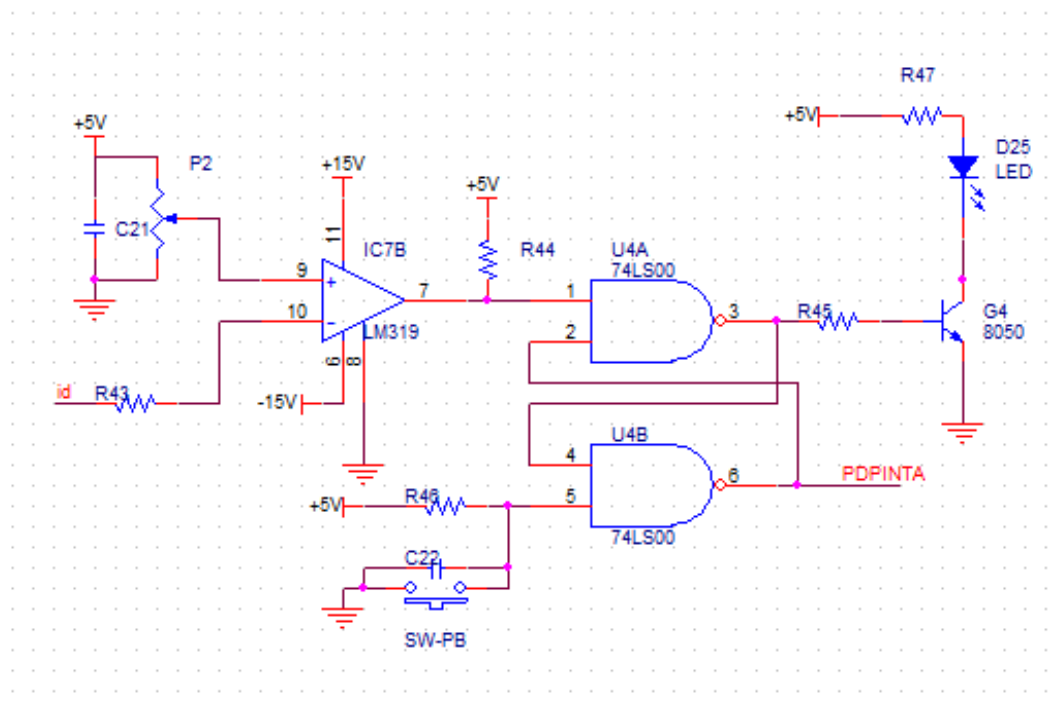 R47
+5V
+5V
D25
LED
P2
+15V
+5V
C21
11
IC7B
R44
U4A
74LS00
9
+
7
1
10
-
LM319
3
R45
G4
8050
2
6
8
id
R43
-15V
U4B
4
6
PDPINTA
+5V
R46
5
74LS00
C22
SW-PB